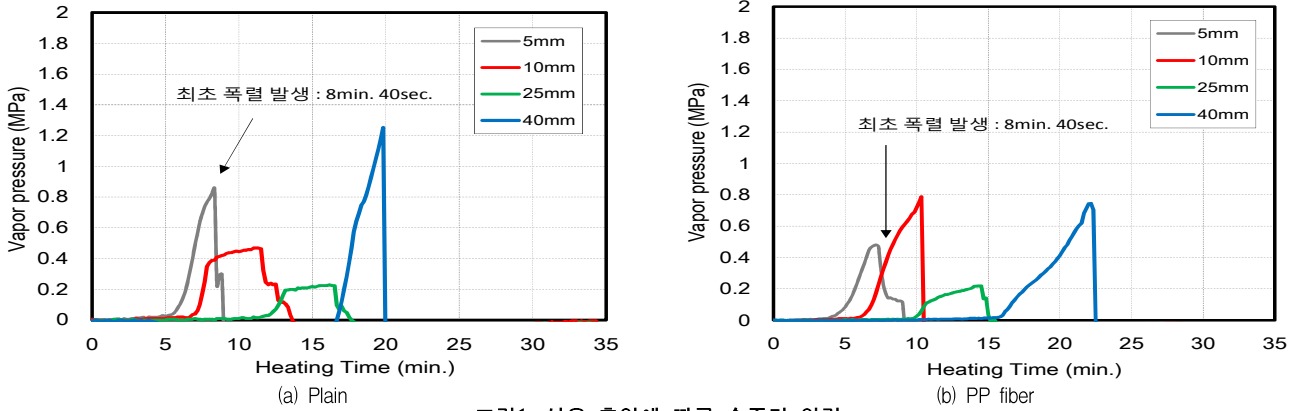 2
1.8
1.6
1.4
1.2
1
0.8
0.6
0.4
0.2
0
Vapor pressure (MPa)
5mm
10mm
25mm
40mm
최초 폭렬 발생 : 8min. 40sec.
0 5 10 15 20 25 30 35
Heating Time (min.)
(a) Plain
2
1.8
1.6
1.4
1.2
1
0.8
0.6
0.4
0.2
0
Vapor pressure (MPa)
5mm
10mm
25mm
40mm
최초 폭렬 발생 : 8min. 40sec.
0 5 10 15 20 25 30 35
Heating Time (min.)
(b) PP fiber